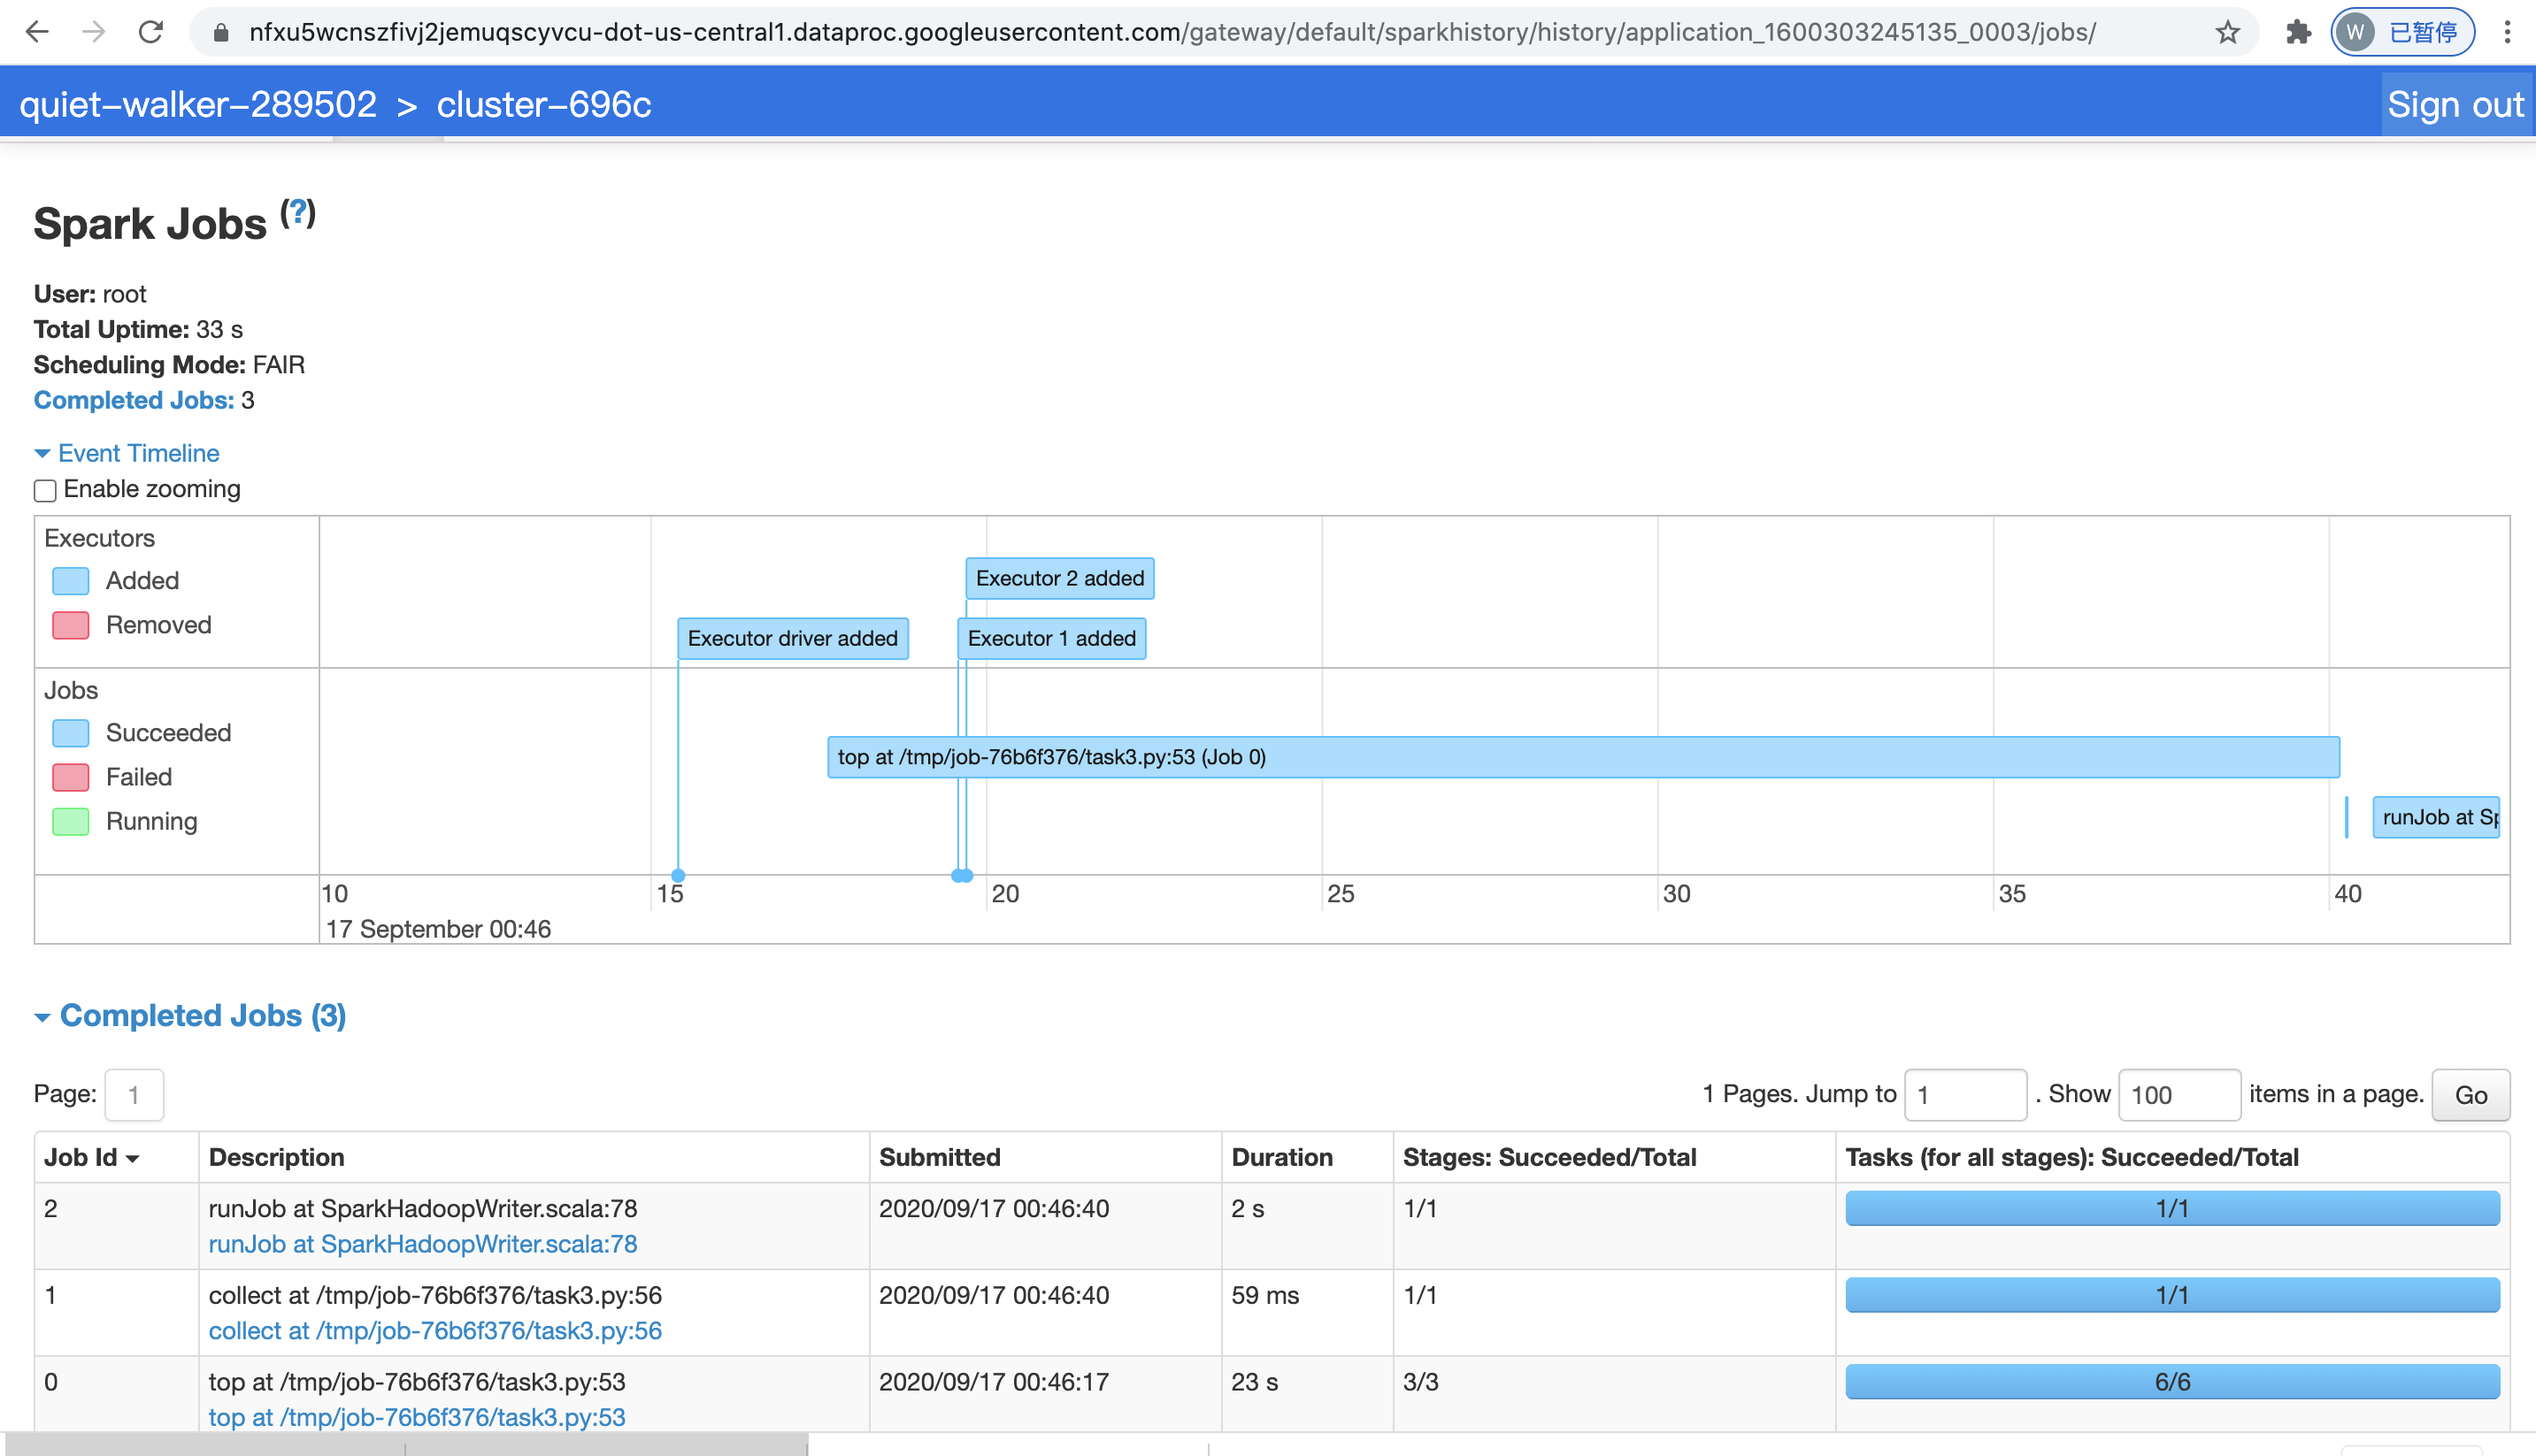 nfxu5wcnszfivj2jemuqscyvcu-dot-us-central1.dataproc.googleusercontent.com/gateway/default/sparkhistory/history/application_1600303245135_0003/jobs/
W 已暂停
quiet-walker-289502 > cluster-696c
Sign out
Spark Jobs (?)
User: root
Total Uptime: 33 s
Scheduling Mode: FAIR
Completed Jobs: 3
Event Timeline
Enable zooming
Executors
Added
Removed
Executor 2 added
Executor driver added
Executor 1 added
Jobs
Succeeded
Failed
Running
top at /tmp/job-76b6f376/task3.py:53 (Job 0)
runJob at Sp
10 15 20 25 30 35 40
17 September 00:46
Completed Jobs (3)
Page: 1
1 Pages. Jump to 1 . Show 100 items in a page. Go
Job Id Description Submitted Duration Stages: Succeeded/Total Tasks (for all stages): Succeeded/Total
2 runJob at SparkHadoopWriter.scala:78 2020/09/17 00:46:40 2 s 1/1 1/1
runJob at SparkHadoopWriter.scala:78
1 collect at /tmp/job-76b6f376/task3.py:56 2020/09/17 00:46:40 59 ms 1/1 1/1
collect at /tmp/job-76b6f376/task3.py:56
0 top at /tmp/job-76b6f376/task3.py:53 2020/09/17 00:46:17 23 s 3/3 6/6
top at /tmp/job-76b6f376/task3.py:53